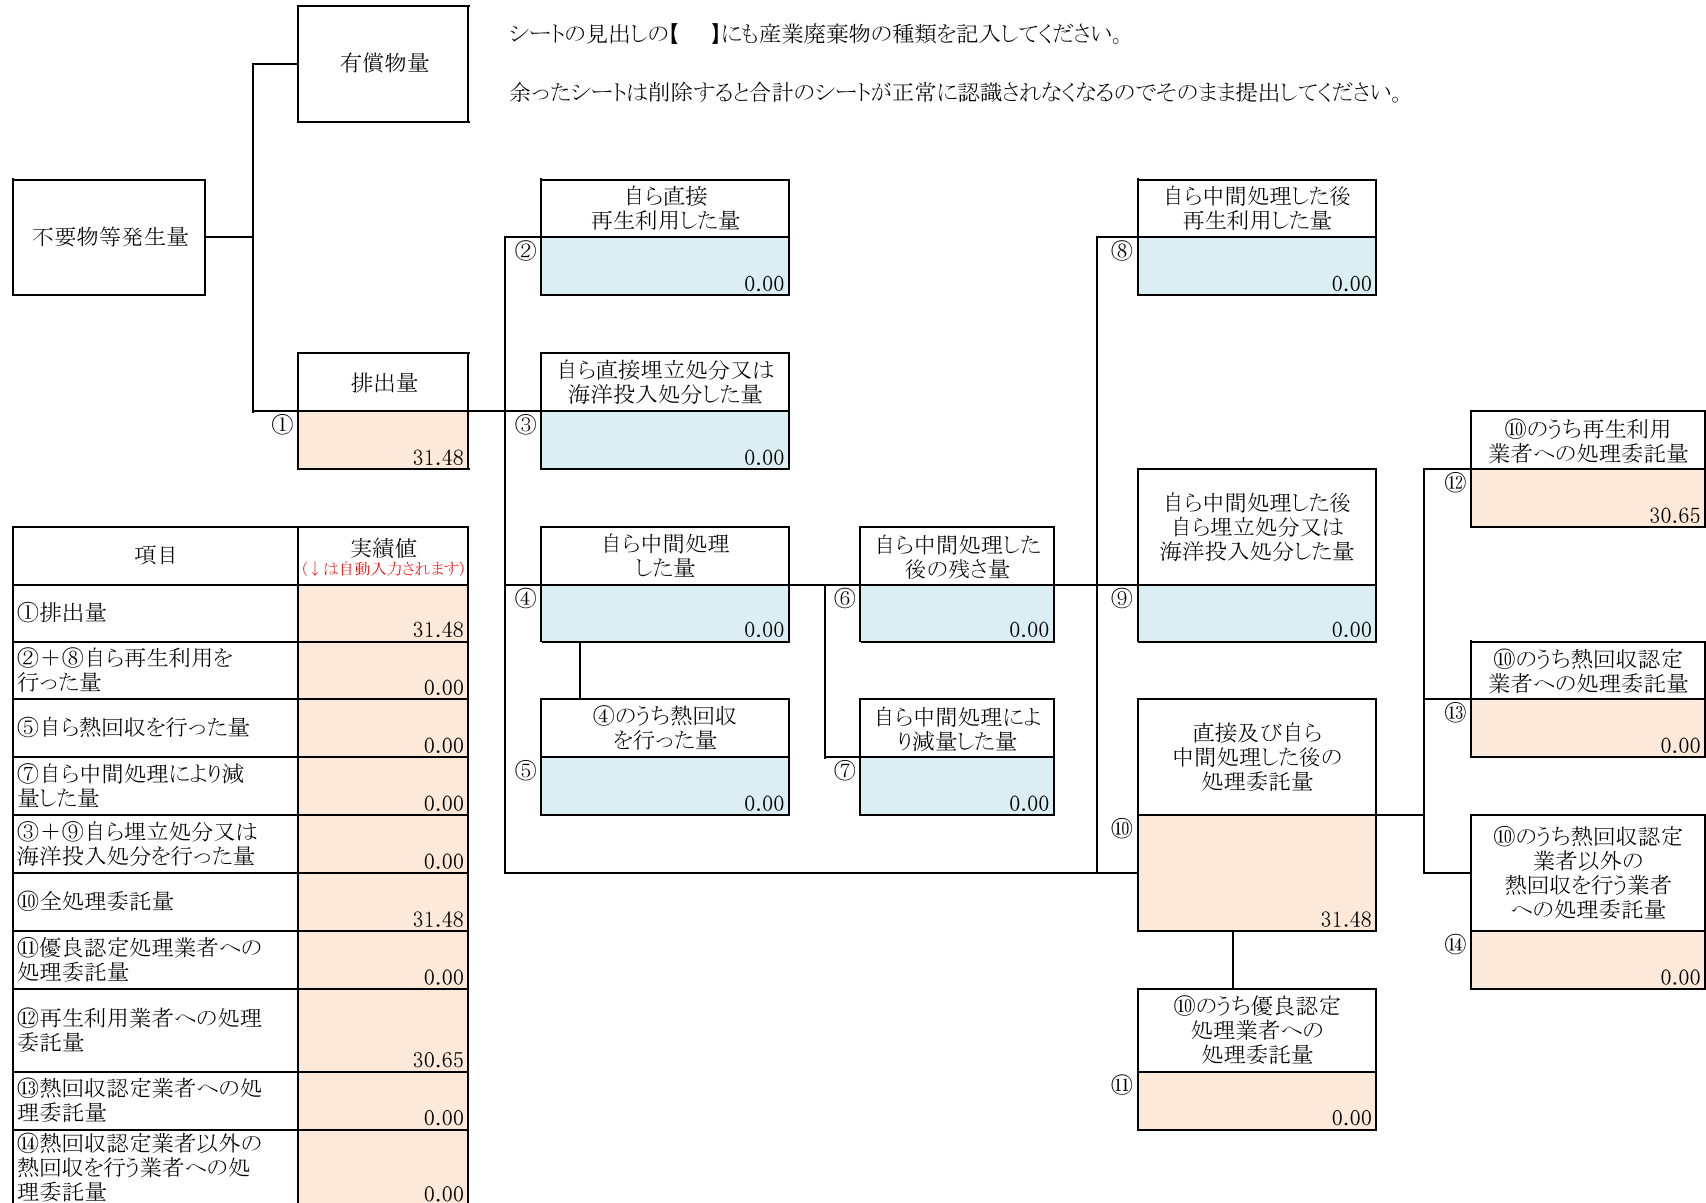 シートの見出しの【　】にも産業廃棄物の種類を記入してください。
余ったシートは削除すると合計のシートが正常に認識されなくなるのでそのまま提出してください。
有償物量
不要物等発生量
自ら直接
再生利用した量
②
0.00
自ら中間処理した後
再生利用した量
⑧
0.00
排出量
①
31.48
自ら直接埋立処分又は
海洋投入処分した量
③
0.00
⑩のうち再生利用
業者への処理委託量
⑫
30.65
自ら中間処理
した量
④
0.00
自ら中間処理した
後の残さ量
⑥
0.00
自ら中間処理した後
自ら埋立処分又は
海洋投入処分した量
⑨
0.00
⑩のうち熱回収認定
業者への処理委託量
⑬
0.00
④のうち熱回収
を行った量
⑤
0.00
自ら中間処理によ
り減量した量
⑦
0.00
直接及び自ら
中間処理した後の
処理委託量
⑩
31.48
⑩のうち熱回収認定
業者以外の
熱回収を行う業者
への処理委託量
⑭
0.00
⑩のうち優良認定
処理業者への
処理委託量
⑪
0.00
項目
実績値
(↓は自動入力されます)
①排出量
31.48
②＋⑧自ら再生利用を
行った量
0.00
⑤自ら熱回収を行った量
0.00
⑦自ら中間処理により減
量した量
0.00
③＋⑨自ら埋立処分又は
海洋投入処分を行った量
0.00
⑩全処理委託量
31.48
⑪優良認定処理業者への
処理委託量
0.00
⑫再生利用業者への処理
委託量
30.65
⑬熱回収認定業者への処
理委託量
0.00
⑭熱回収認定業者以外の
熱回収を行う業者への処
理委託量
0.00